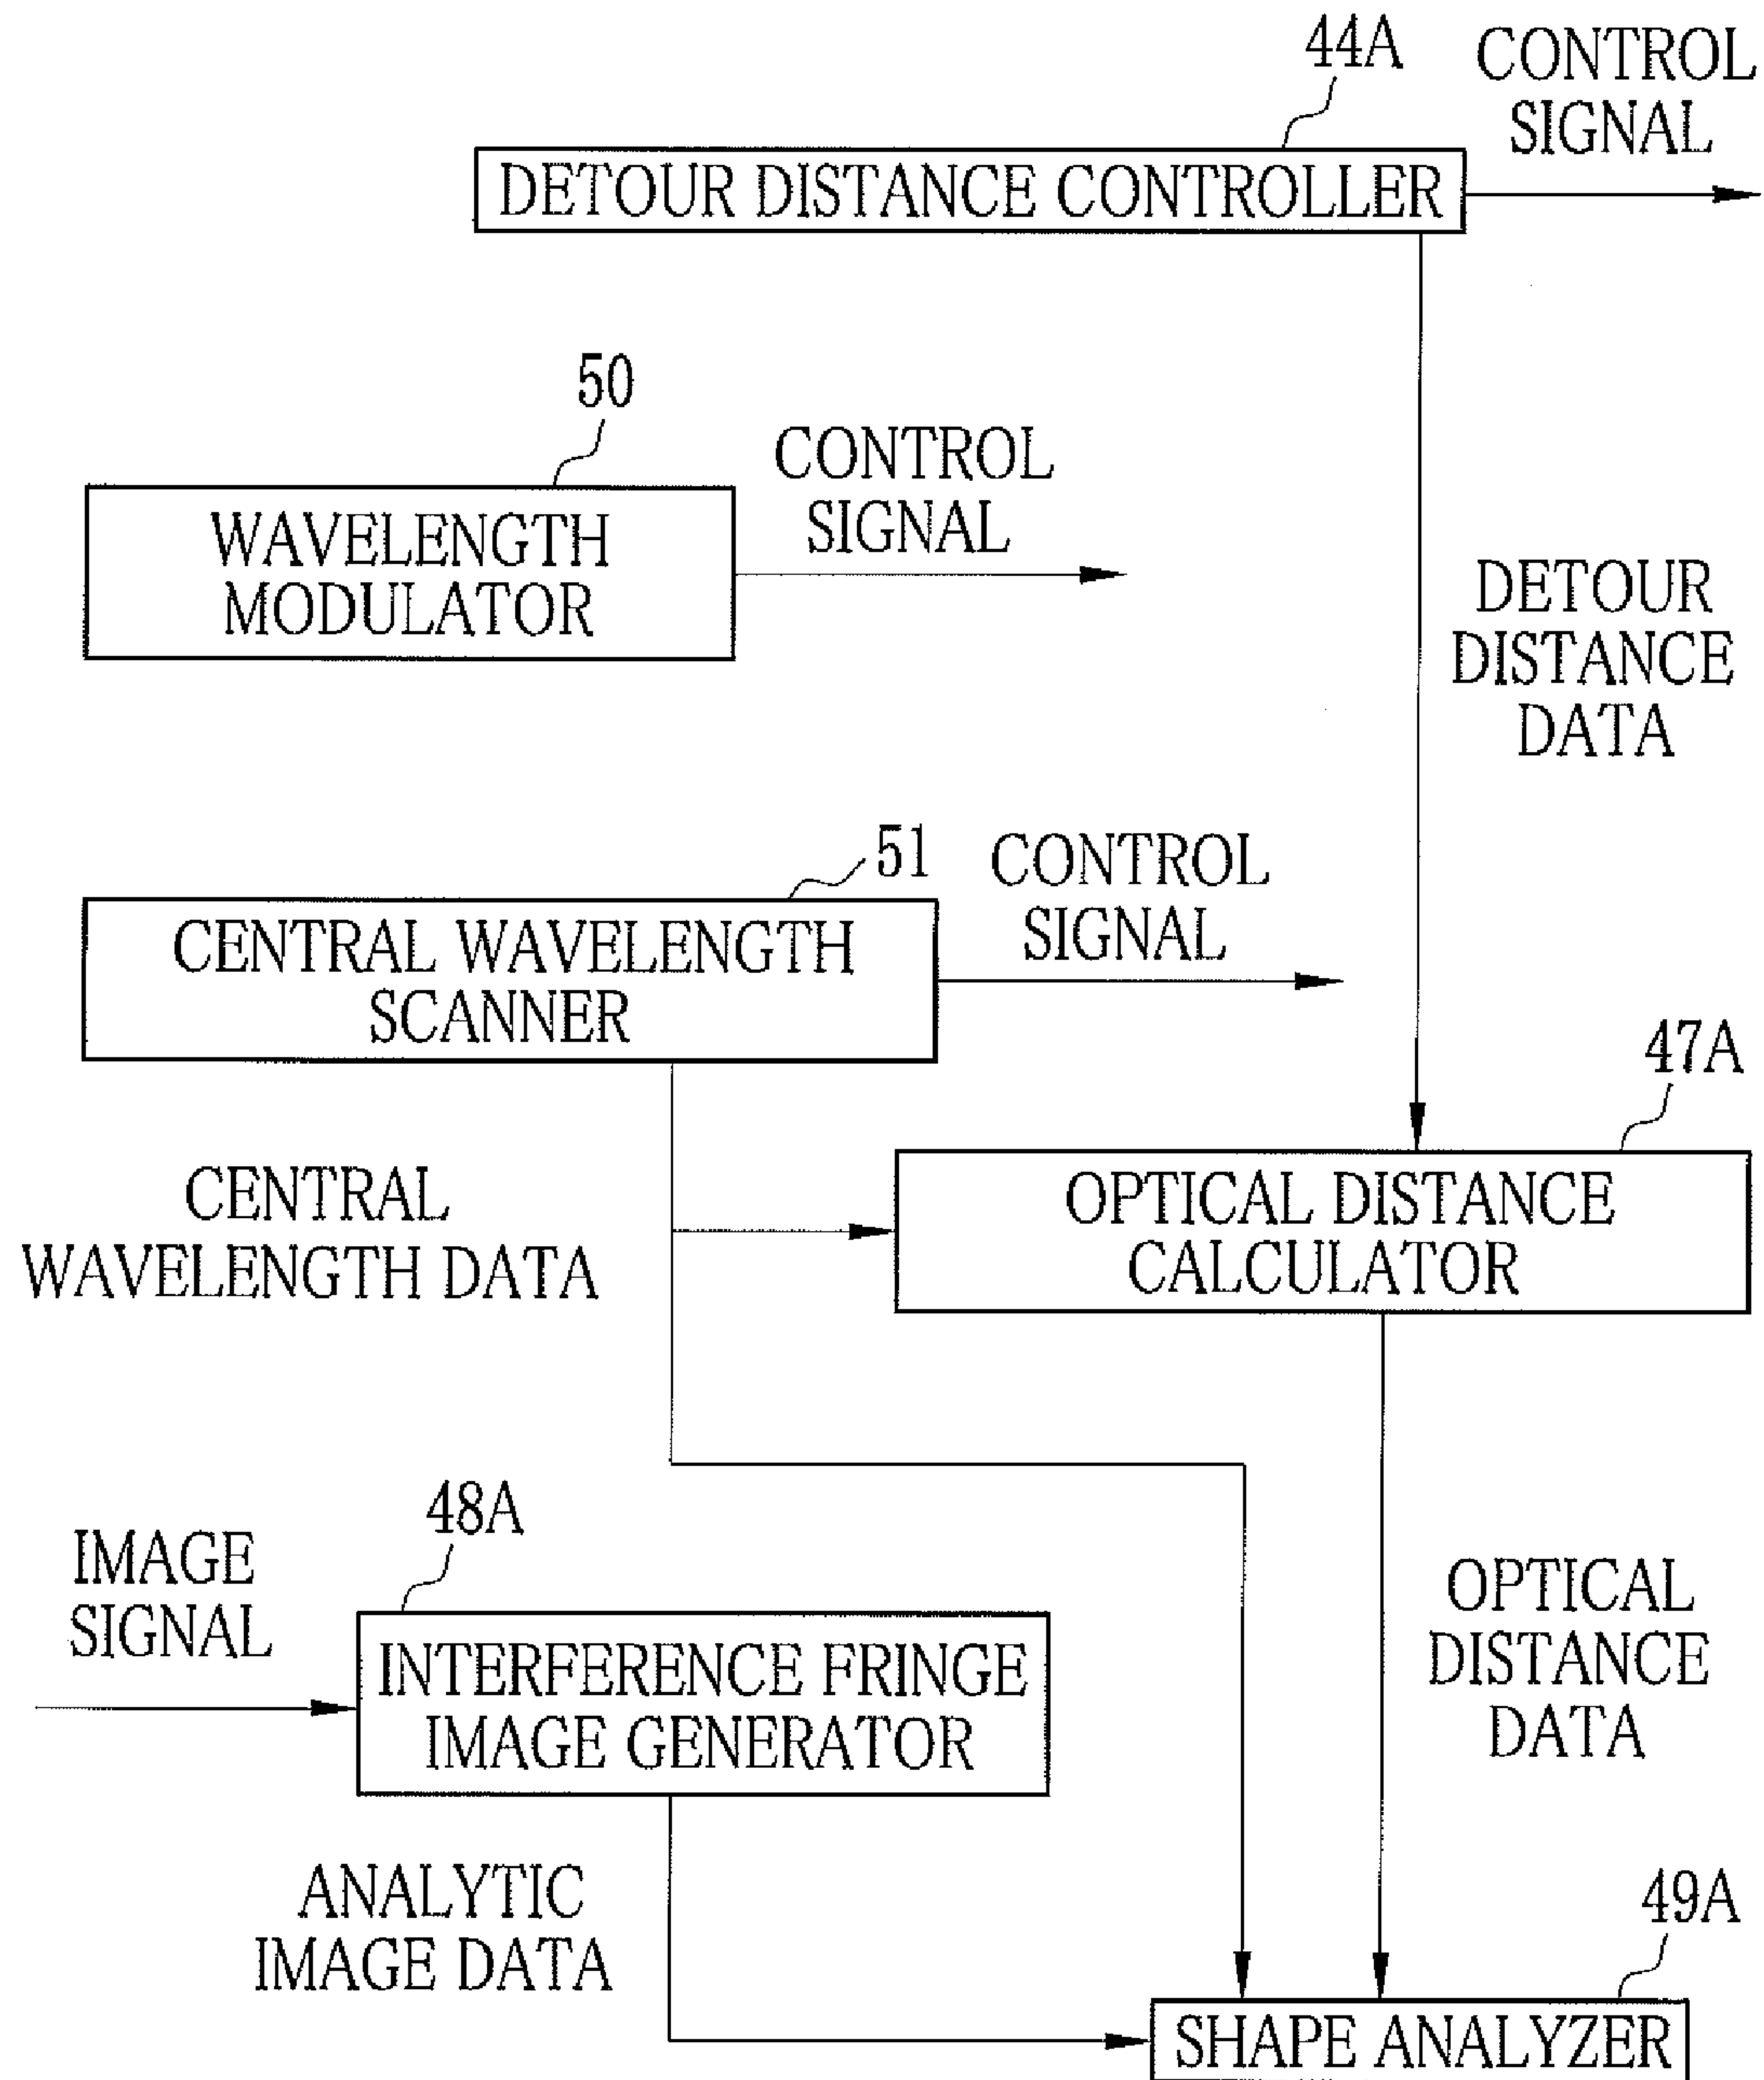 44A
CONTROL
SIGNAL
DETOUR DISTANCE CONTROLLER
50
CONTROL
SIGNAL
WAVELENGTH
MODULATOR
DETOUR
DISTANCE
DATA
51
CONTROL
SIGNAL
CENTRAL WAVELENGTH
SCANNER
47A
CENTRAL
WAVELENGTH DATA
OPTICAL DISTANCE
CALCULATOR
48A
IMAGE
SIGNAL
INTERFERENCE FRINGE
IMAGE GENERATOR
OPTICAL
DISTANCE
DATA
ANALYTIC
IMAGE DATA
49A
SHAPE ANALYZER